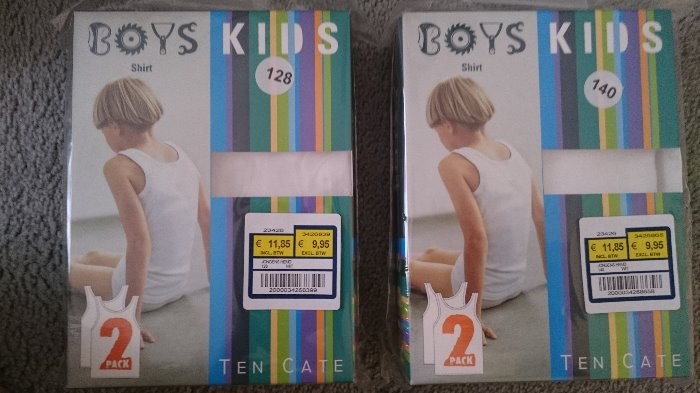 BOYS KIDS
Shirt
128
€ 11,85 € 9,95
INCL. BTW EXCL. BTW
2
PACK
TEN CATE
BOYS KIDS
Shirt
140
€ 11,85 € 9,95
INCL. BTW EXCL. BTW
2
PACK
TEN CATE